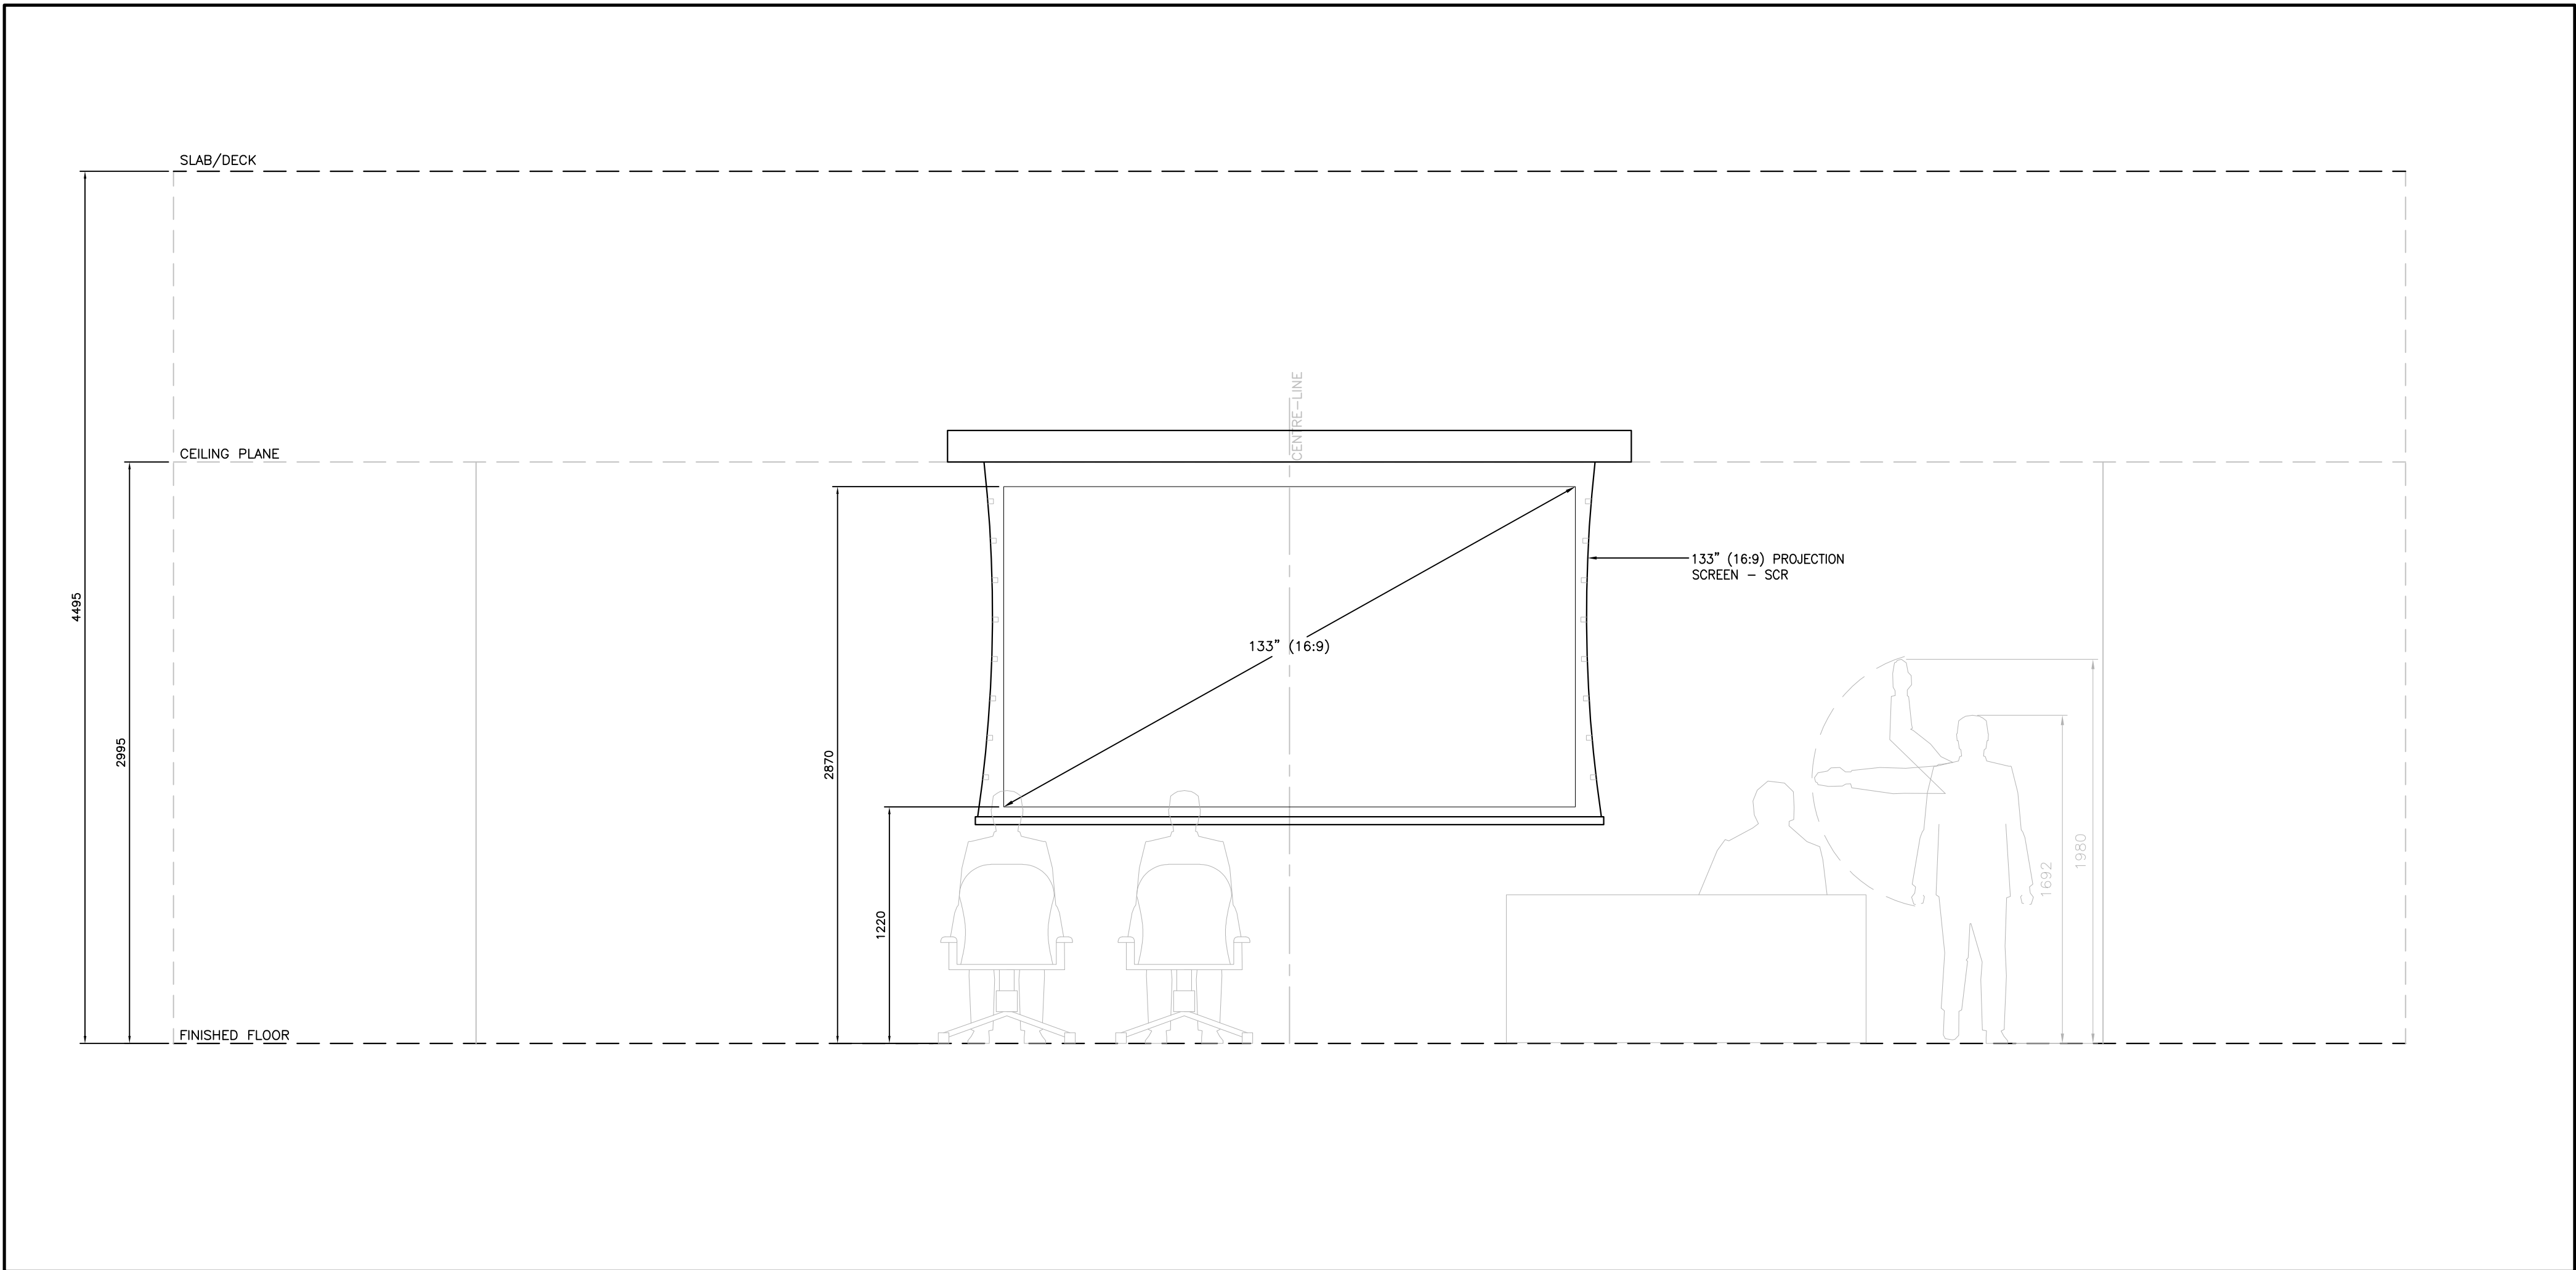 SLAB/DECK
CENTRE-LINE
CEILING PLANE
133" (16:9) PROJECTION
SCREEN - SCR
4495
133" (16:9)
2995
2870
1980
1692
1220
FINISHED FLOOR